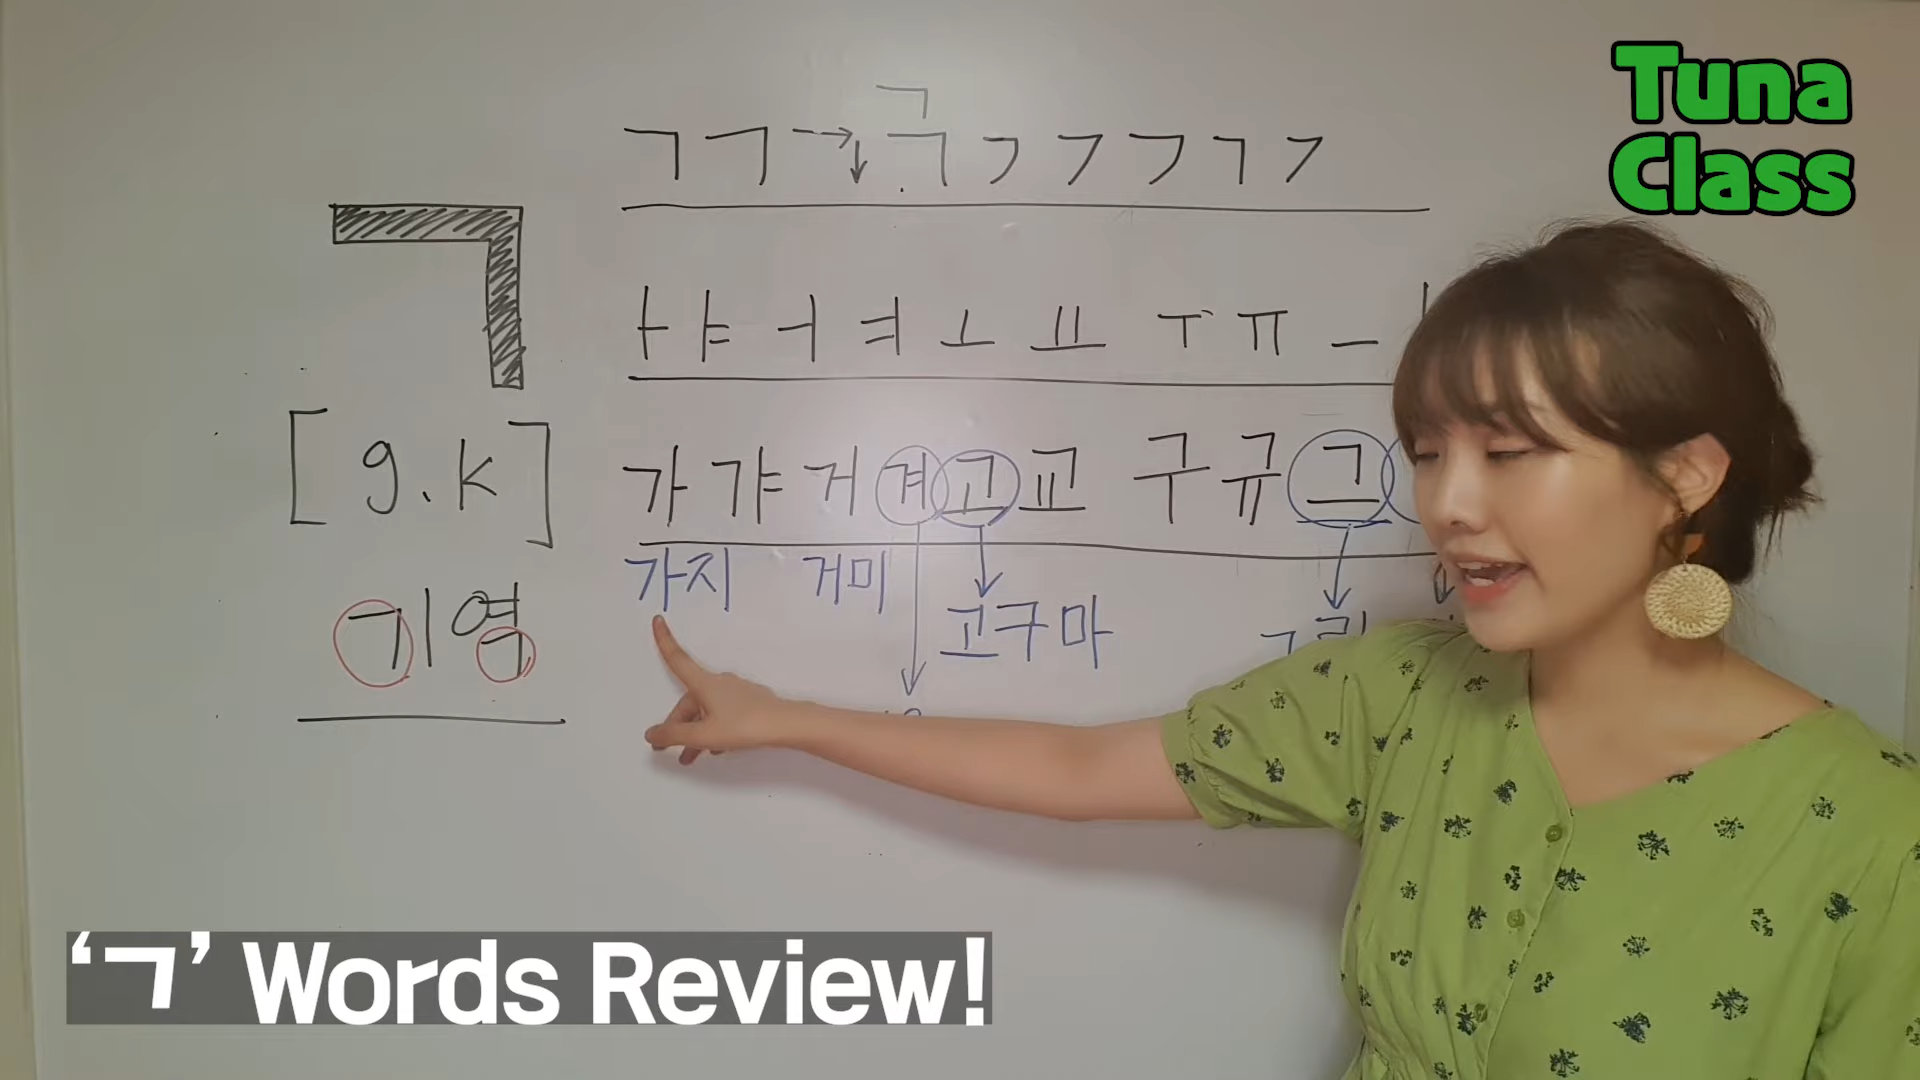 Tuna
Class
ㄱ
ㄱ ㄱ ㄱ ㄱ ㄱ ㄱ ㄱ ㄱ
ㄱ
ㅏ ㅑ ㅓ ㅕ ㅗ ㅛ ㅜ ㅠ ㅡ
[g.k]
가 갸 거 겨 고 교 구 규 그
가지 거미
고구마
기역
'ㄱ' Words Review!